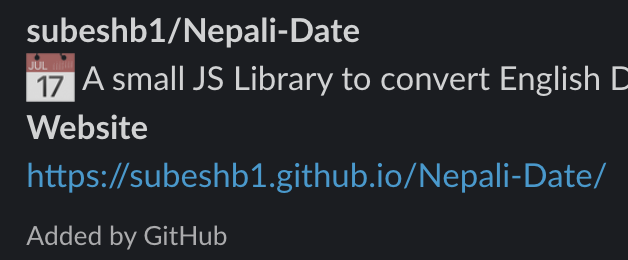 subeshb1/Nepali-Date
JUL 17 A small JS Library to convert English
Website
https://subeshb1.github.io/Nepali-Date/
Added by GitHub